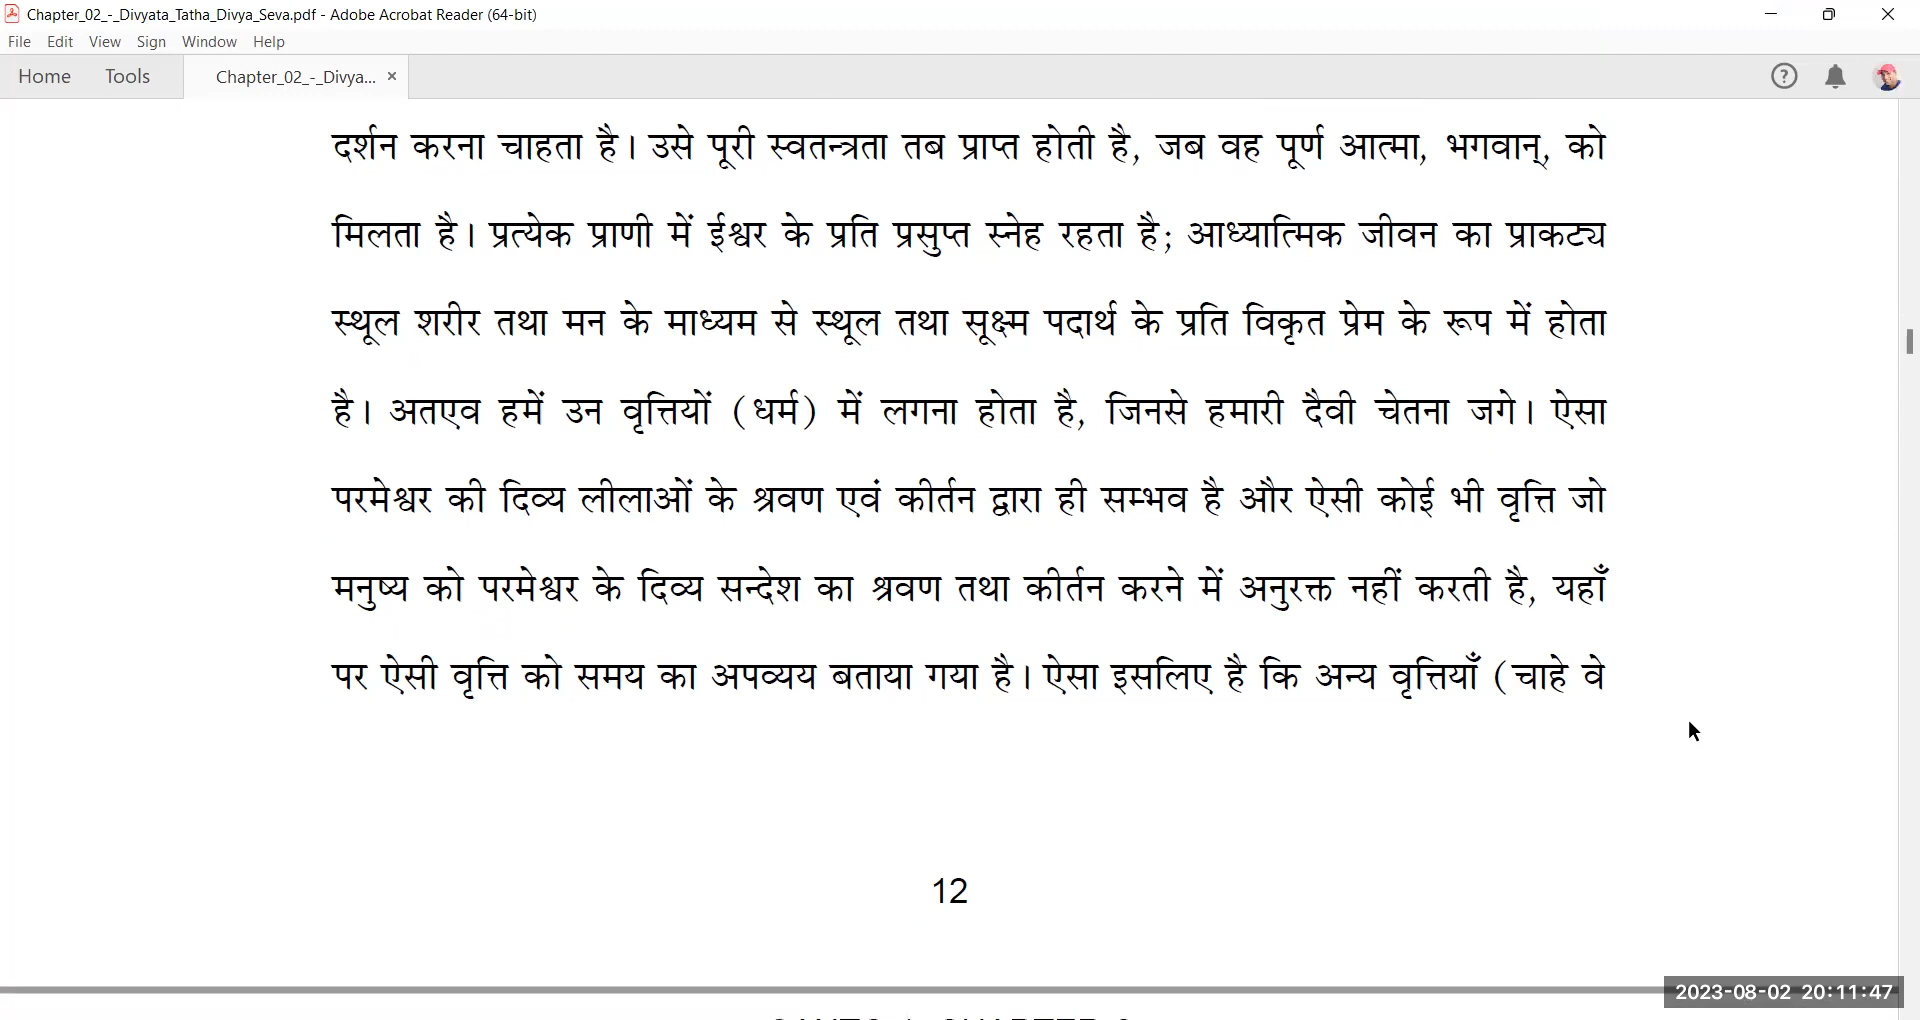 Chapter_02_-_Divyata_Tatha_Divya_Seva.pdf - Adobe Acrobat Reader (64-bit)
File Edit View Sign Window Help
Home Tools Chapter_02_-_Divya... ×
दर्शन करना चाहता है। उसे पूरी स्वतन्त्रता तब प्राप्त होती है, जब वह पूर्ण आत्मा, भगवान्, को
मिलता है। प्रत्येक प्राणी में ईश्वर के प्रति प्रसुप्त स्नेह रहता है; आध्यात्मिक जीवन का प्राकट्य
स्थूल शरीर तथा मन के माध्यम से स्थूल तथा सूक्ष्म पदार्थ के प्रति विकृत प्रेम के रूप में होता
है। अतएव हमें उन वृत्तियों (धर्म) में लगना होता है, जिनसे हमारी दैवी चेतना जगे। ऐसा
परमेश्वर की दिव्य लीलाओं के श्रवण एवं कीर्तन द्वारा ही सम्भव है और ऐसी कोई भी वृत्ति जो
मनुष्य को परमेश्वर के दिव्य सन्देश का श्रवण तथा कीर्तन करने में अनुरक्त नहीं करती है, यहाँ
पर ऐसी वृत्ति को समय का अपव्यय बताया गया है। ऐसा इसलिए है कि अन्य वृत्तियाँ (चाहे वे
12
2023-08-02 20:11:47